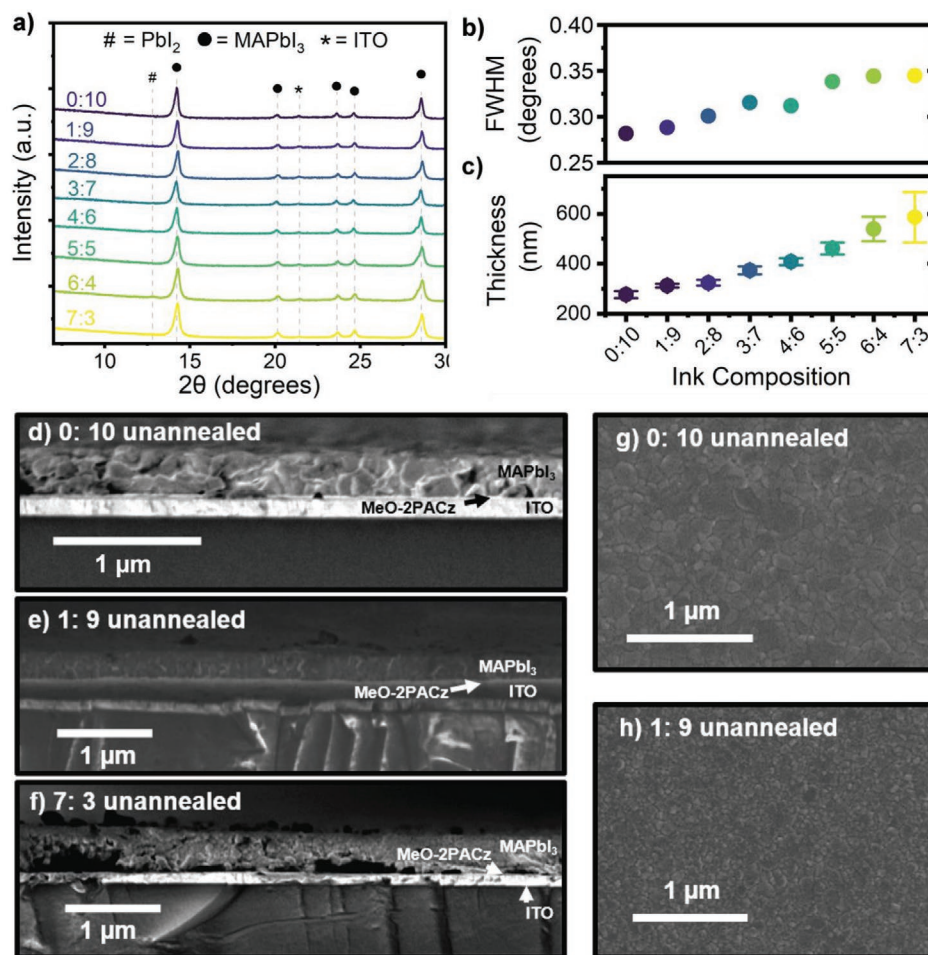 a)
# = PbI₂ ● = MAPbI₃ * = ITO
#
*
0:10
1:9
2:8
3:7
4:6
5:5
6:4
7:3
Intensity (a.u.)
10 15 20 25 30
2θ (degrees)
b)
FWHM
(degrees)
0.40
0.35
0.30
0.25
c)
Thickness
(nm)
600
400
200
0:10 1:9 2:8 3:7 4:6 5:5 6:4 7:3
Ink Composition
d) 0: 10 unannealed
MAPbI₃
MeO-2PACz
ITO
1 µm
e) 1: 9 unannealed
MAPbI₃
MeO-2PACz
ITO
1 µm
f) 7: 3 unannealed
MAPbI₃
MeO-2PACz
ITO
1 µm
g) 0: 10 unannealed
1 µm
h) 1: 9 unannealed
1 µm